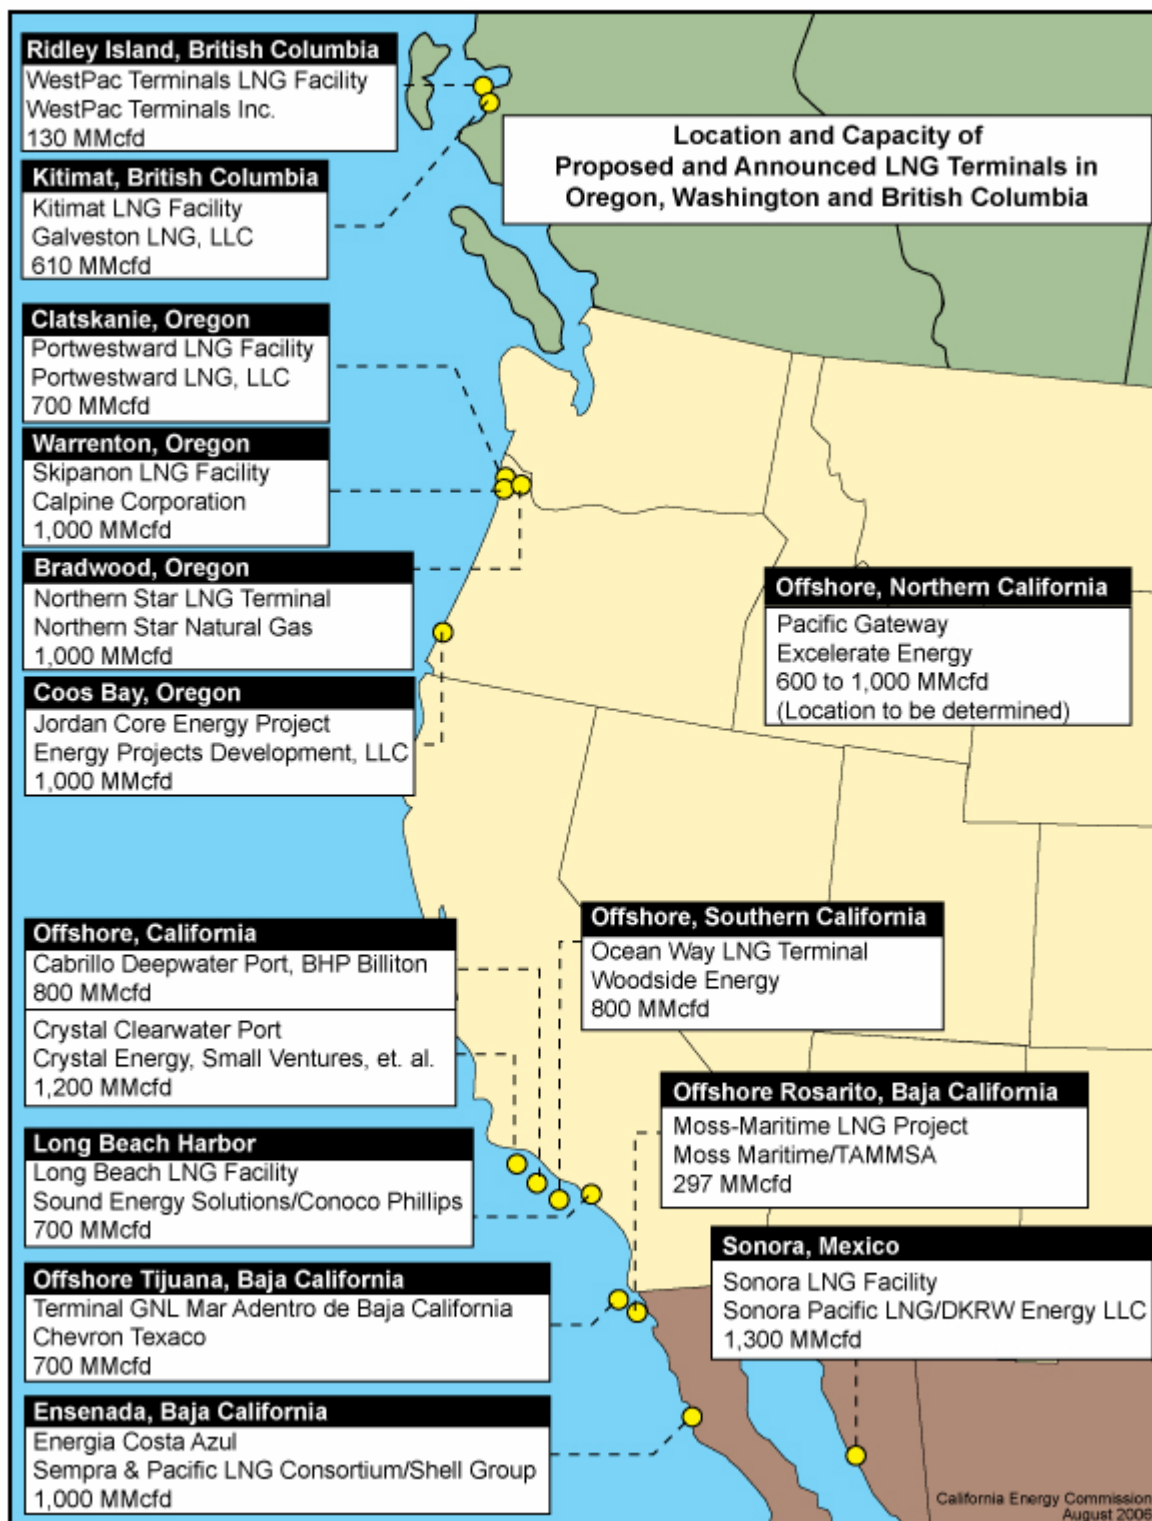 Ridley Island, British Columbia
WestPac Terminals LNG Facility
WestPac Terminals Inc.
130 MMcfd
Location and Capacity of
Proposed and Announced LNG Terminals in
Oregon, Washington and British Columbia
Kitimat, British Columbia
Kitimat LNG Facility
Galveston LNG, LLC
610 MMcfd
Clatskanie, Oregon
Portwestward LNG Facility
Portwestward LNG, LLC
700 MMcfd
Warrenton, Oregon
Skipanon LNG Facility
Calpine Corporation
1,000 MMcfd
Bradwood, Oregon
Northern Star LNG Terminal
Northern Star Natural Gas
1,000 MMcfd
Offshore, Northern California
Pacific Gateway
Excelerate Energy
600 to 1,000 MMcfd
(Location to be determined)
Coos Bay, Oregon
Jordan Core Energy Project
Energy Projects Development, LLC
1,000 MMcfd
Offshore, California
Cabrillo Deepwater Port, BHP Billiton
800 MMcfd
Crystal Clearwater Port
Crystal Energy, Small Ventures, et. al.
1,200 MMcfd
Offshore, Southern California
Ocean Way LNG Terminal
Woodside Energy
800 MMcfd
Offshore Rosarito, Baja California
Moss-Maritime LNG Project
Moss Maritime/TAMMSA
297 MMcfd
Long Beach Harbor
Long Beach LNG Facility
Sound Energy Solutions/Conoco Phillips
700 MMcfd
Sonora, Mexico
Sonora LNG Facility
Sonora Pacific LNG/DKRW Energy LLC
1,300 MMcfd
Offshore Tijuana, Baja California
Terminal GNL Mar Adentro de Baja California
Chevron Texaco
700 MMcfd
Ensenada, Baja California
Energia Costa Azul
Sempra & Pacific LNG Consortium/Shell Group
1,000 MMcfd
California Energy Commission
August 2006